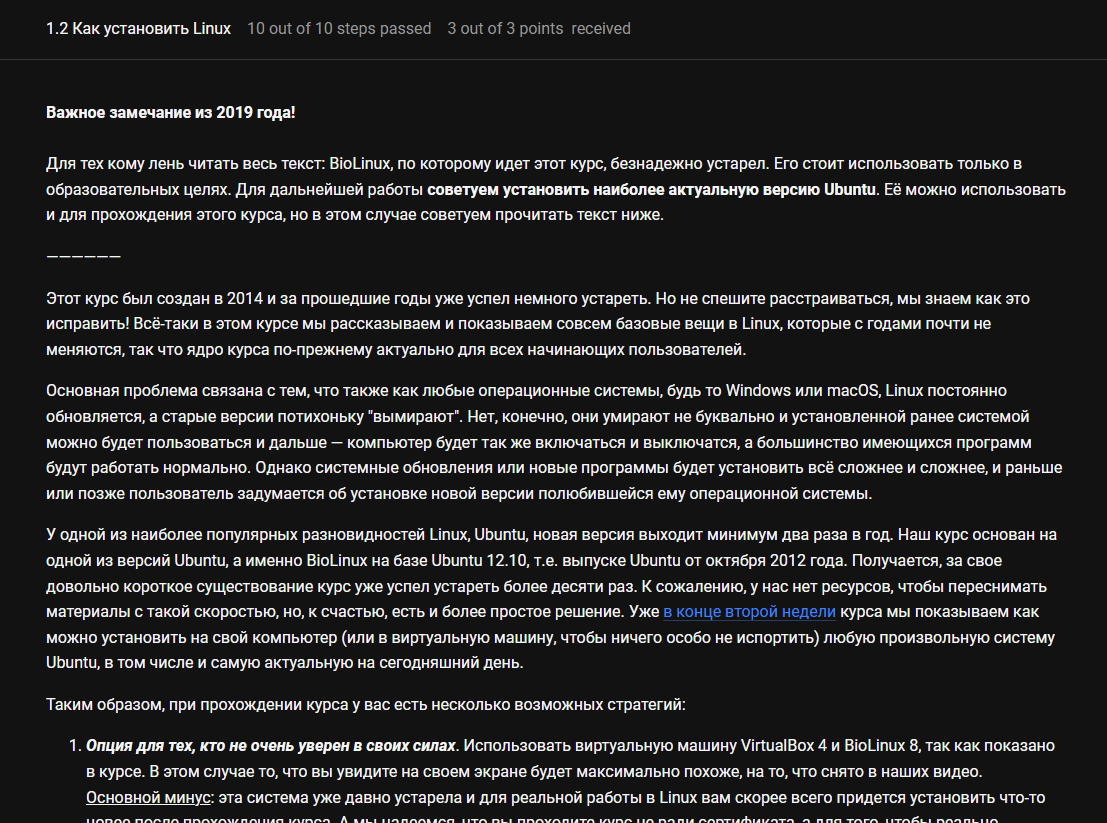 1.2 Как установить Linux 10 out of 10 steps passed 3 out of 3 points received
Важное замечание из 2019 года!
Для тех кому лень читать весь текст: BioLinux, по которому идет этот курс, безнадежно устарел. Его стоит использовать только в
образовательных целях. Для дальнейшей работы советуем установить наиболее актуальную версию Ubuntu. Её можно использовать
и для прохождения этого курса, но в этом случае советуем прочитать текст ниже.
——————
Этот курс был создан в 2014 и за прошедшие годы уже успел немного устареть. Но не спешите расстраиваться, мы знаем как это
исправить! Всё-таки в этом курсе мы рассказываем и показываем совсем базовые вещи в Linux, которые с годами почти не
меняются, так что ядро курса по-прежнему актуально для всех начинающих пользователей.
Основная проблема связана с тем, что также как любые операционные системы, будь то Windows или macOS, Linux постоянно
обновляется, а старые версии потихоньку "вымирают". Нет, конечно, они умирают не буквально и установленной ранее системой
можно будет пользоваться и дальше — компьютер будет так же включаться и выключатся, а большинство имеющихся программ
будут работать нормально. Однако системные обновления или новые программы будет установить всё сложнее и сложнее, и раньше
или позже пользователь задумается об установке новой версии полюбившейся ему операционной системы.
У одной из наиболее популярных разновидностей Linux, Ubuntu, новая версия выходит минимум два раза в год. Наш курс основан на
одной из версий Ubuntu, а именно BioLinux на базе Ubuntu 12.10, т.е. выпуске Ubuntu от октября 2012 года. Получается, за свое
довольно короткое существование курс уже успел устареть более десяти раз. К сожалению, у нас нет ресурсов, чтобы переснимать
материалы с такой скоростью, но, к счастью, есть и более простое решение. Уже в конце второй недели курса мы показываем как
можно установить на свой компьютер (или в виртуальную машину, чтобы ничего особо не испортить) любую произвольную систему
Ubuntu, в том числе и самую актуальную на сегодняшний день.
Таким образом, при прохождении курса у вас есть несколько возможных стратегий:
1. Опция для тех, кто не очень уверен в своих силах. Использовать виртуальную машину VirtualBox 4 и BioLinux 8, так как показано
в курсе. В этом случае то, что вы увидите на своем экране будет максимально похоже, на то, что снято в наших видео.
Основной минус: эта система уже давно устарела и для реальной работы в Linux вам скорее всего придется установить что-то
новое после прохождения курса. А мы надеемся, что вы проходите курс не ради сертификата, а для того, чтобы реально